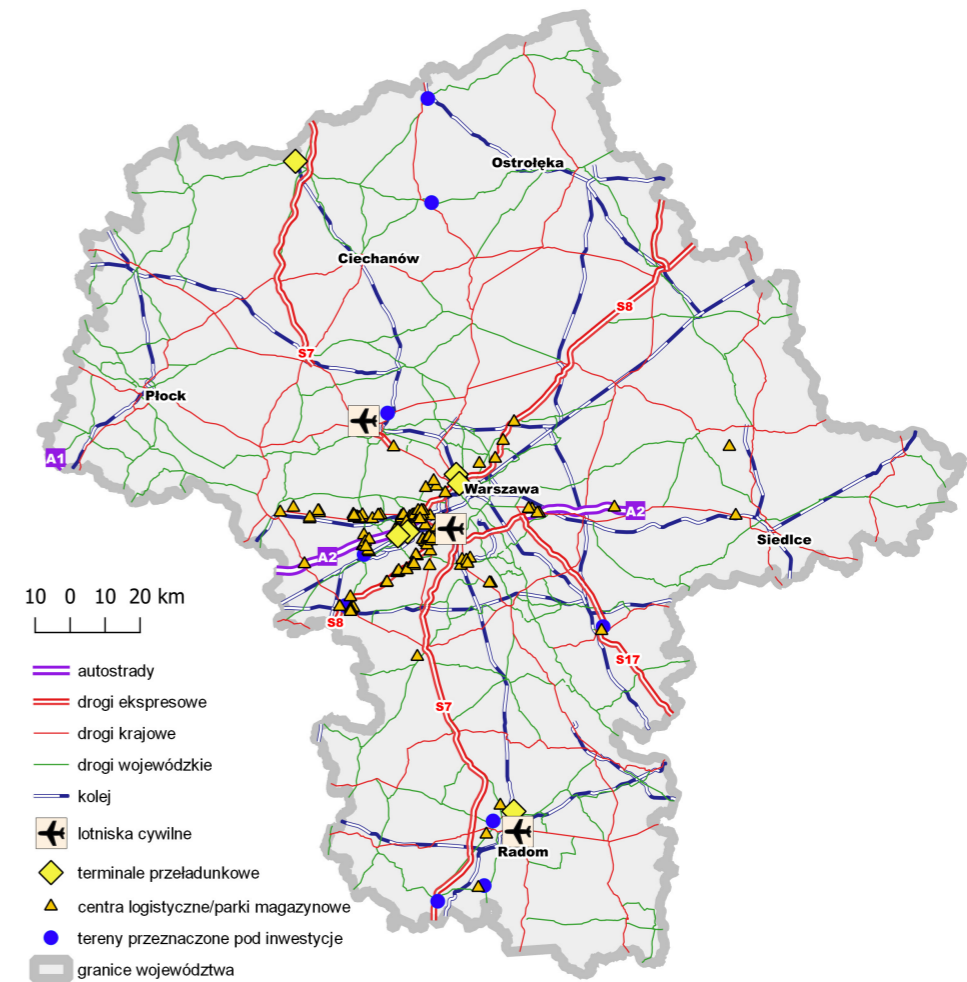 Ostrołęka
Ciechanów
S8
S7
Płock
A1
Warszawa
A2
Siedlce
A2
10 0 10 20 km
S8
S17
autostrady
drogi ekspresowe
S7
drogi krajowe
drogi wojewódzkie
kolej
lotniska cywilne
Radom
terminale przeładunkowe
centra logistyczne/parki magazynowe
tereny przeznaczone pod inwestycje
granice województwa